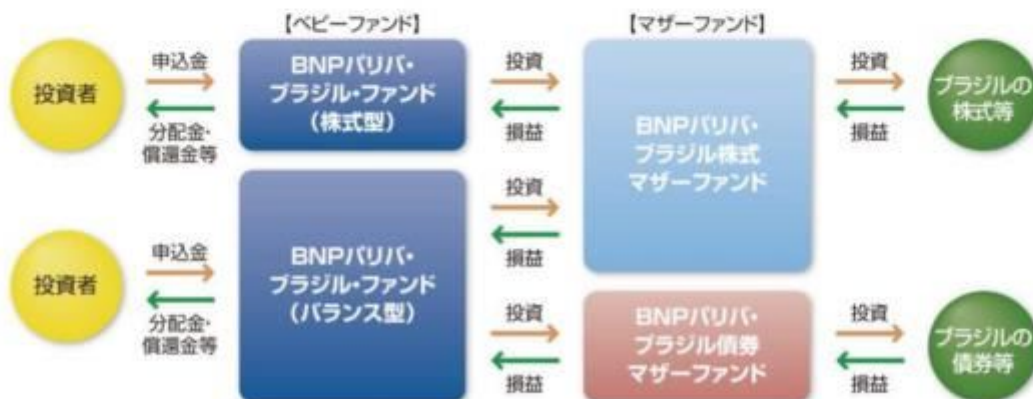 【ベビーファンド】
【マザーファンド】
投資者
申込金
分配金・
償還金等
BNPパリバ・
ブラジル・ファンド
（株式型）
投資
損益
BNPパリバ・
ブラジル株式
マザーファンド
投資
損益
ブラジルの
株式等
投資者
申込金
分配金・
償還金等
BNPパリバ・
ブラジル・ファンド
（バランス型）
投資
損益
投資
損益
BNPパリバ・
ブラジル債券
マザーファンド
投資
損益
ブラジルの
債券等